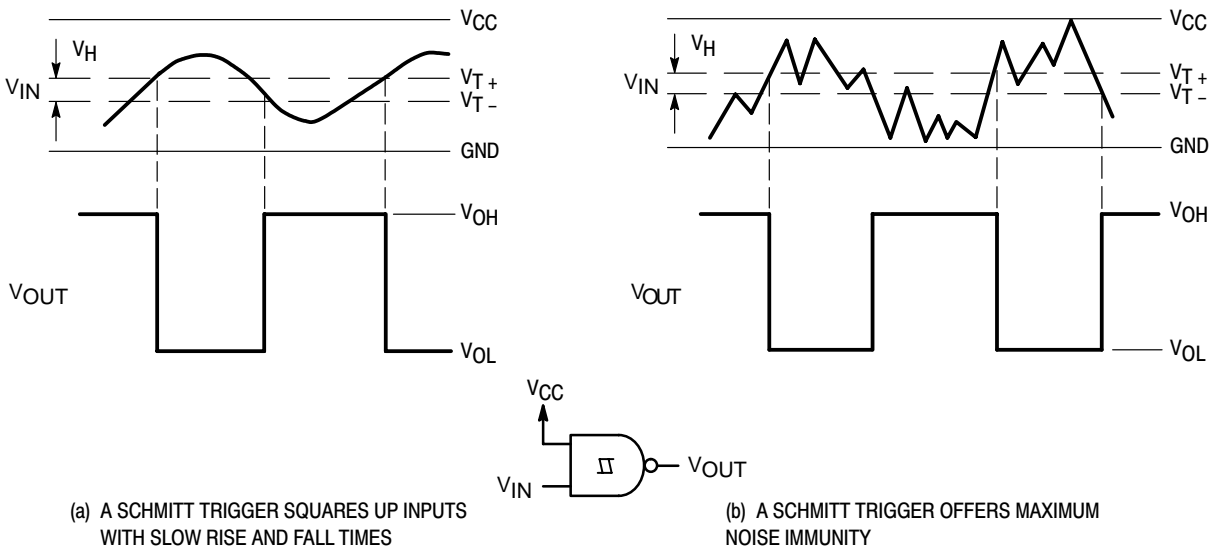 VCC
VH
VT+
VIN
VT−
GND
VOH
VOUT
VOL
VCC
VH
VT+
VIN
VT−
GND
VOH
VOUT
VOL
VCC
VIN
VOUT
(a) A SCHMITT TRIGGER SQUARES UP INPUTS
WITH SLOW RISE AND FALL TIMES
(b) A SCHMITT TRIGGER OFFERS MAXIMUM
NOISE IMMUNITY